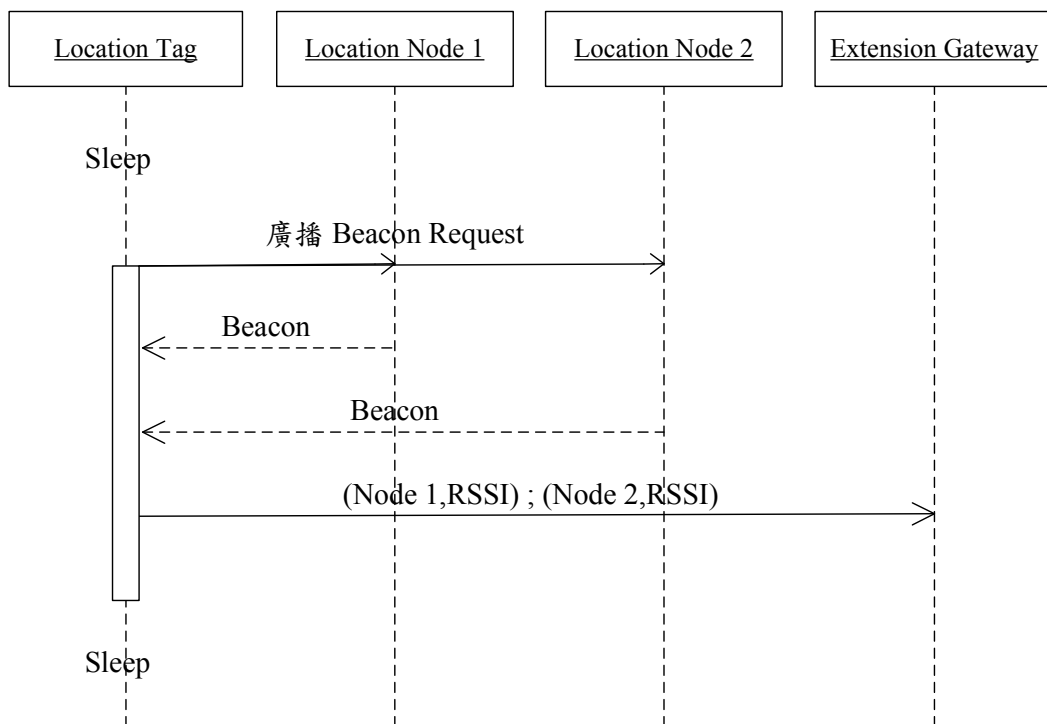 Location Tag
Location Node 1
Location Node 2
Extension Gateway
Sleep
廣播 Beacon Request
Beacon
Beacon
(Node 1,RSSI) ; (Node 2,RSSI)
Sleep